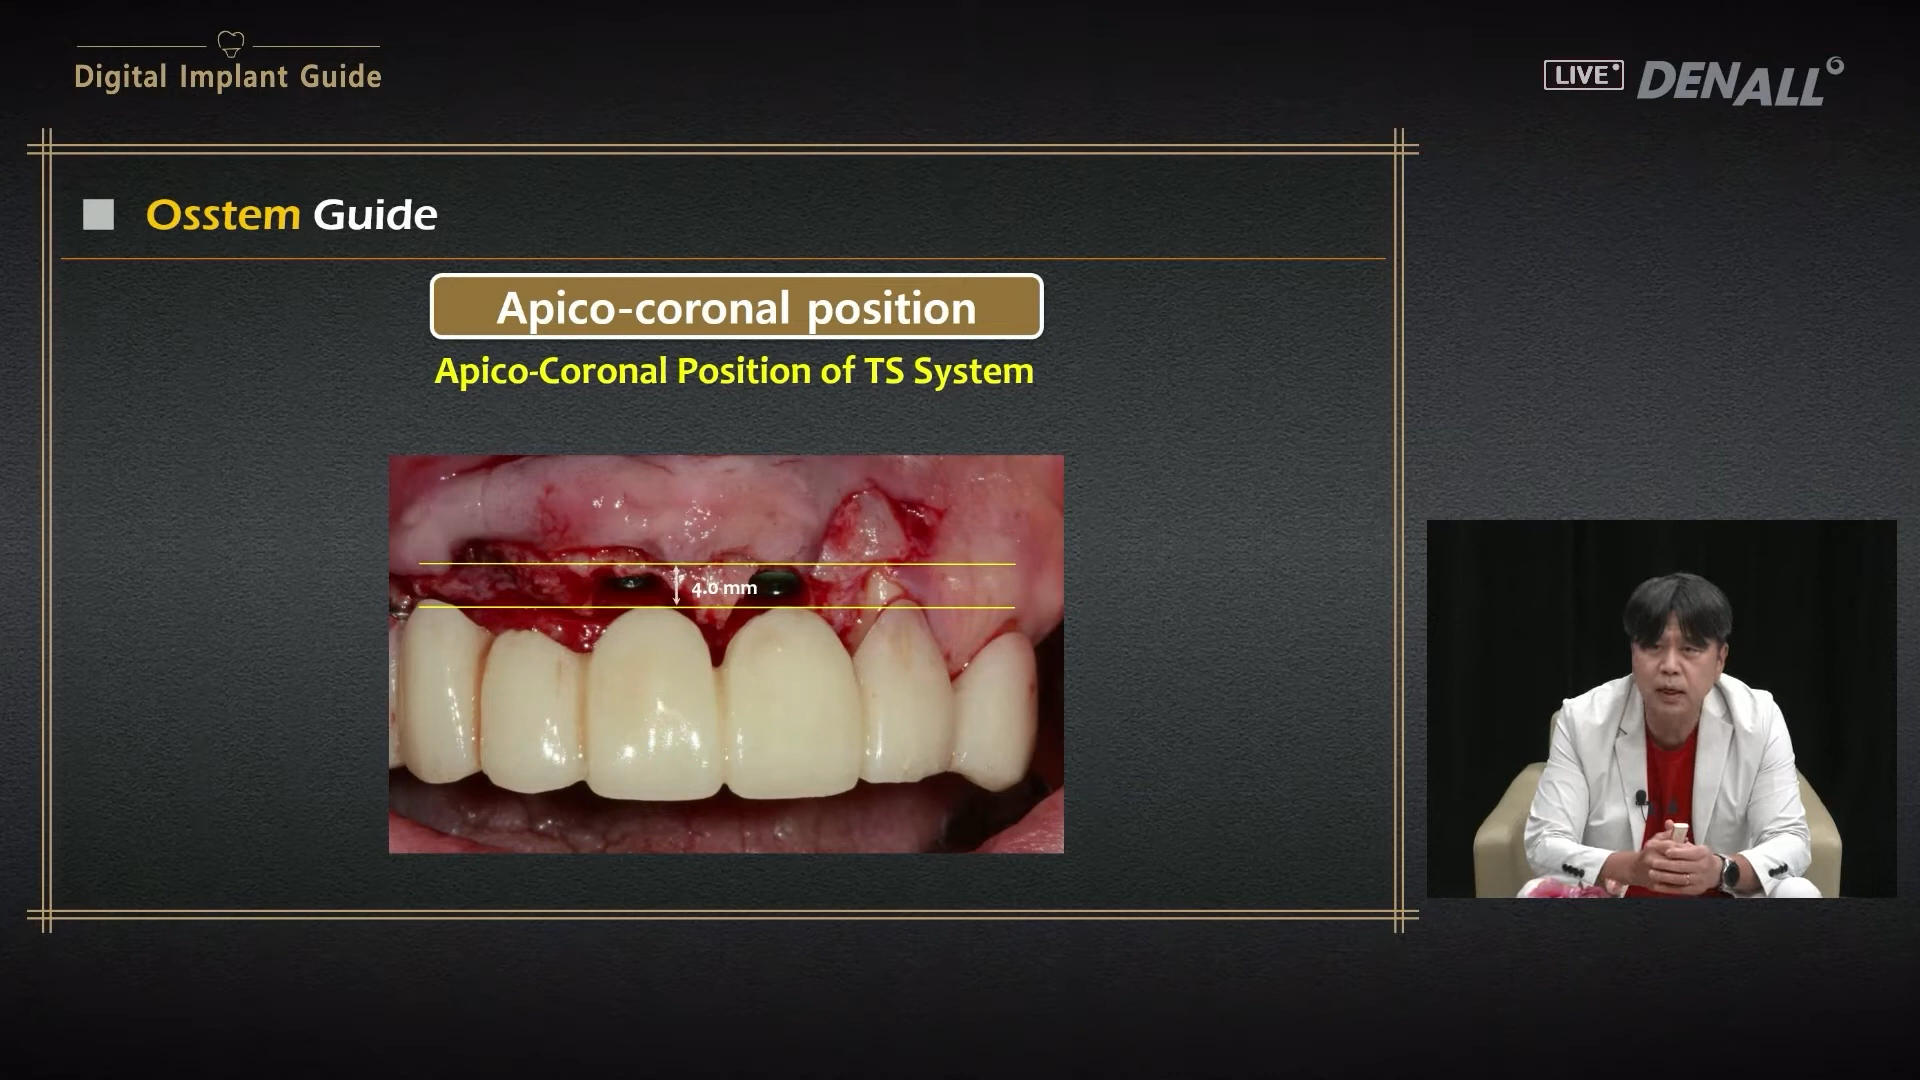 Digital Implant Guide
LIVE
DENALL
Osstem Guide
Apico-coronal position
Apico-Coronal Position of TS System
4.0 mm